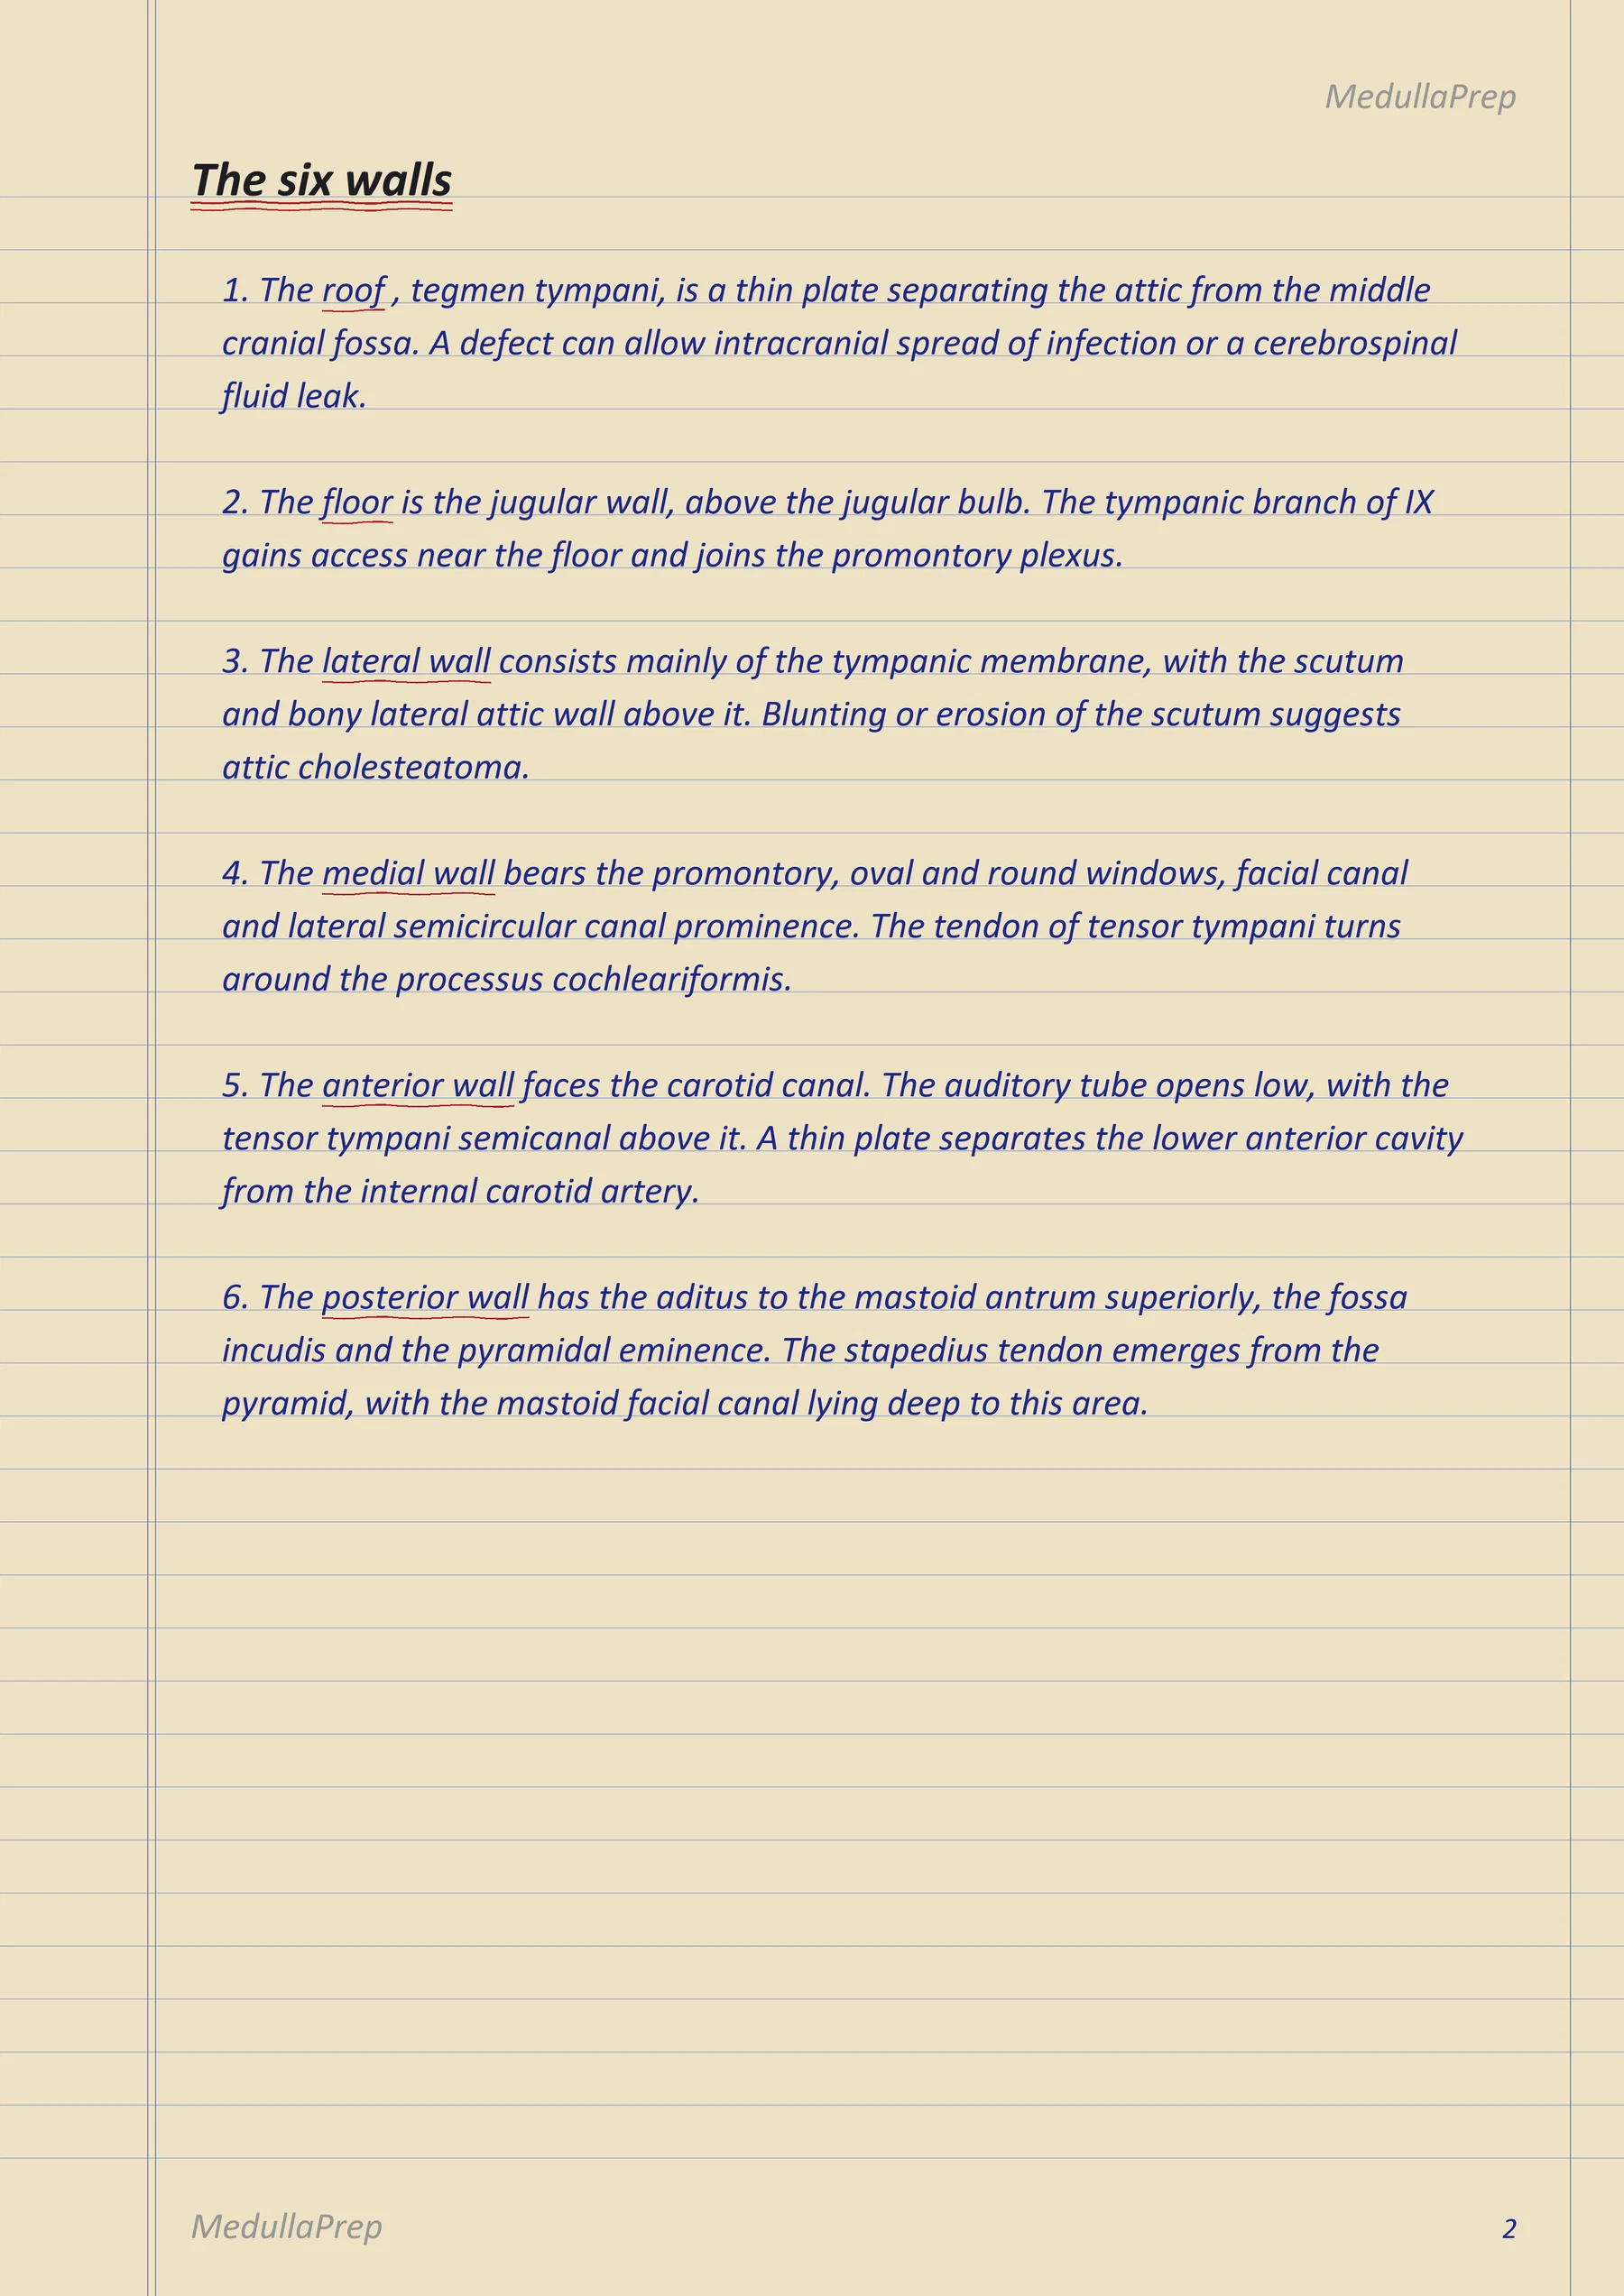 MedullaPrep
The six walls
1. The roof, tegmen tympani, is a thin plate separating the attic from the middle
cranial fossa. A defect can allow intracranial spread of infection or a cerebrospinal
fluid leak.
2. The floor is the jugular wall, above the jugular bulb. The tympanic branch of IX
gains access near the floor and joins the promontory plexus.
3. The lateral wall consists mainly of the tympanic membrane, with the scutum
and bony lateral attic wall above it. Blunting or erosion of the scutum suggests
attic cholesteatoma.
4. The medial wall bears the promontory, oval and round windows, facial canal
and lateral semicircular canal prominence. The tendon of tensor tympani turns
around the processus cochleariformis.
5. The anterior wall faces the carotid canal. The auditory tube opens low, with the
tensor tympani semicanal above it. A thin plate separates the lower anterior cavity
from the internal carotid artery.
6. The posterior wall has the aditus to the mastoid antrum superiorly, the fossa
incudis and the pyramidal eminence. The stapedius tendon emerges from the
pyramid, with the mastoid facial canal lying deep to this area.
MedullaPrep
2